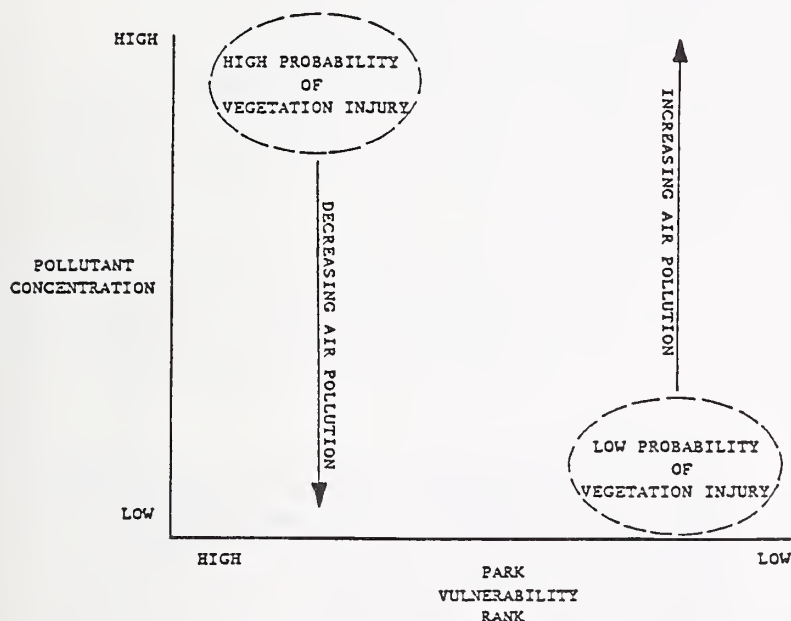 HIGH
HIGH PROBABILITY
OF
VEGETATION INJURY
DECREASING AIR POLLUTION
INCREASING AIR POLLUTION
POLLUTANT
CONCENTRATION
LOW PROBABILITY
OF
VEGETATION INJURY
LOW
HIGH
LOW
PARK
VULNERABILITY
RANK